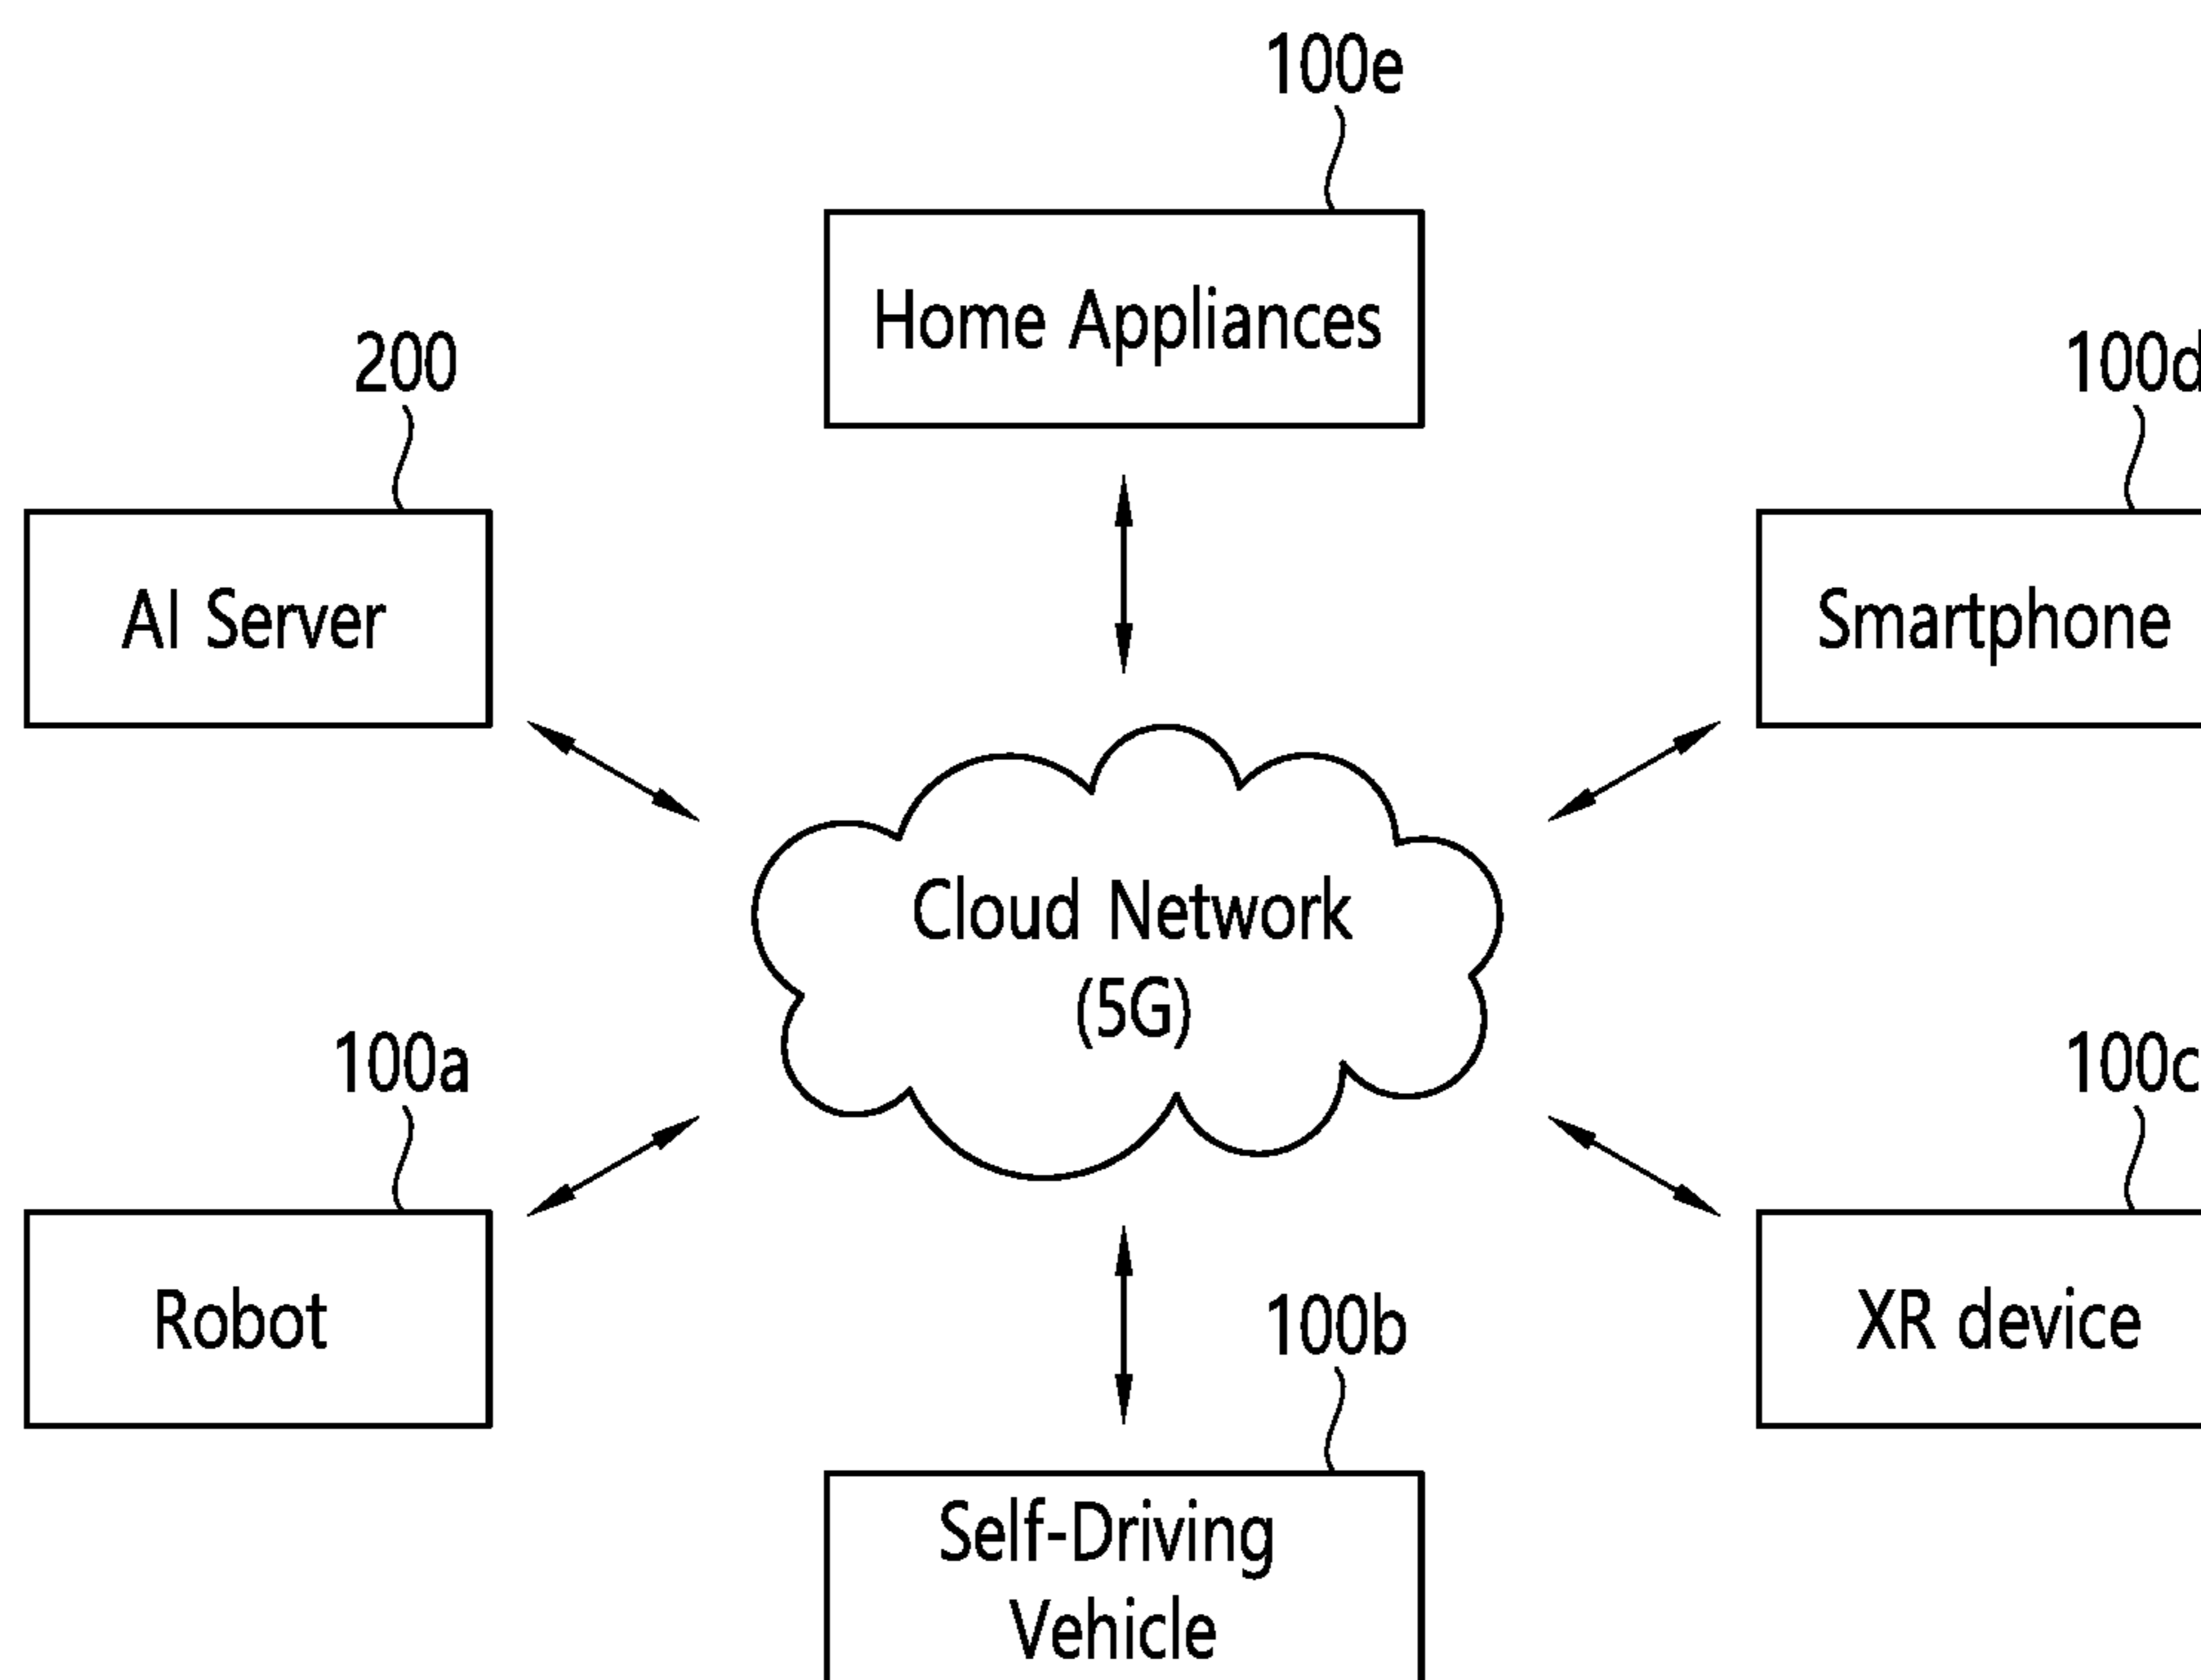 100e
Home Appliances
200
AI Server
100d
Smartphone
Cloud Network
(5G)
100a
Robot
100c
XR device
100b
Self-Driving
Vehicle